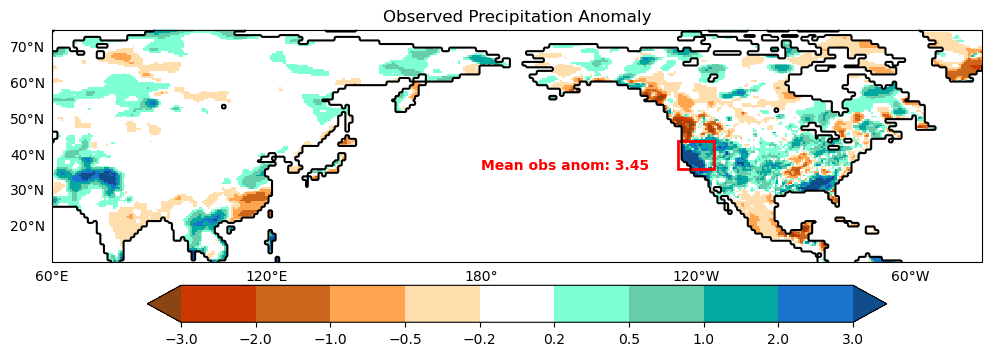 Observed Precipitation Anomaly
70°N
60°N
50°N
40°N
30°N
20°N
Mean obs anom: 3.45
60°E 120°E 180° 120°W 60°W
−3.0 −2.0 −1.0 −0.5 −0.2 0.2 0.5 1.0 2.0 3.0